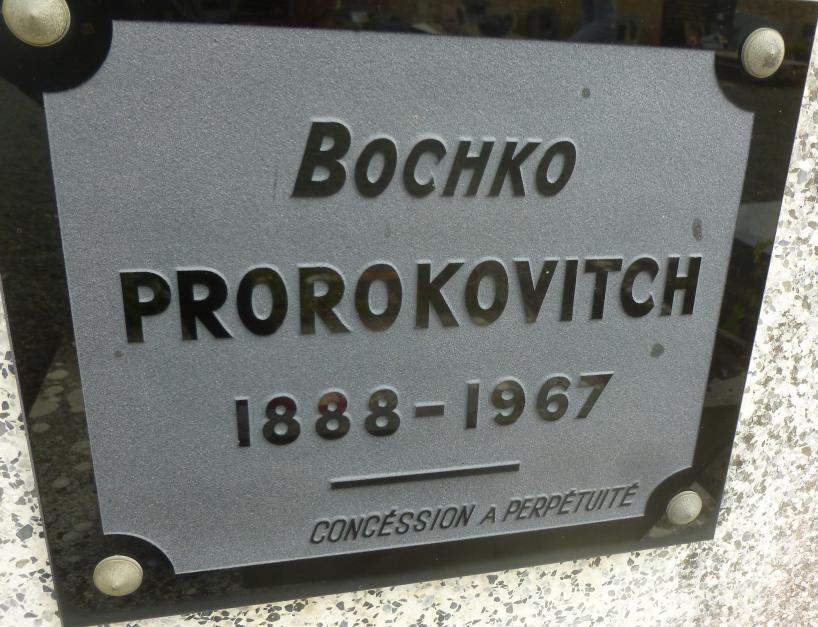 BOCHKO
PROROKOVITCH
1888-1967
CONCÉSSION A PERPÉTUITÉ